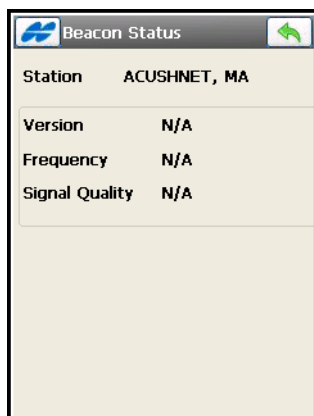 Beacon Status
Station ACUSHNET, MA
Version N/A
Frequency N/A
Signal Quality N/A